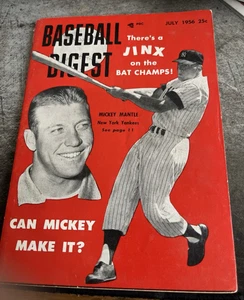 BASEBALL
DIGEST
JULY 1956 25c
There's a
JINX
on the
BAT CHAMPS!
MICKEY MANTLE
New York Yankees
See page 11
CAN MICKEY
MAKE IT?